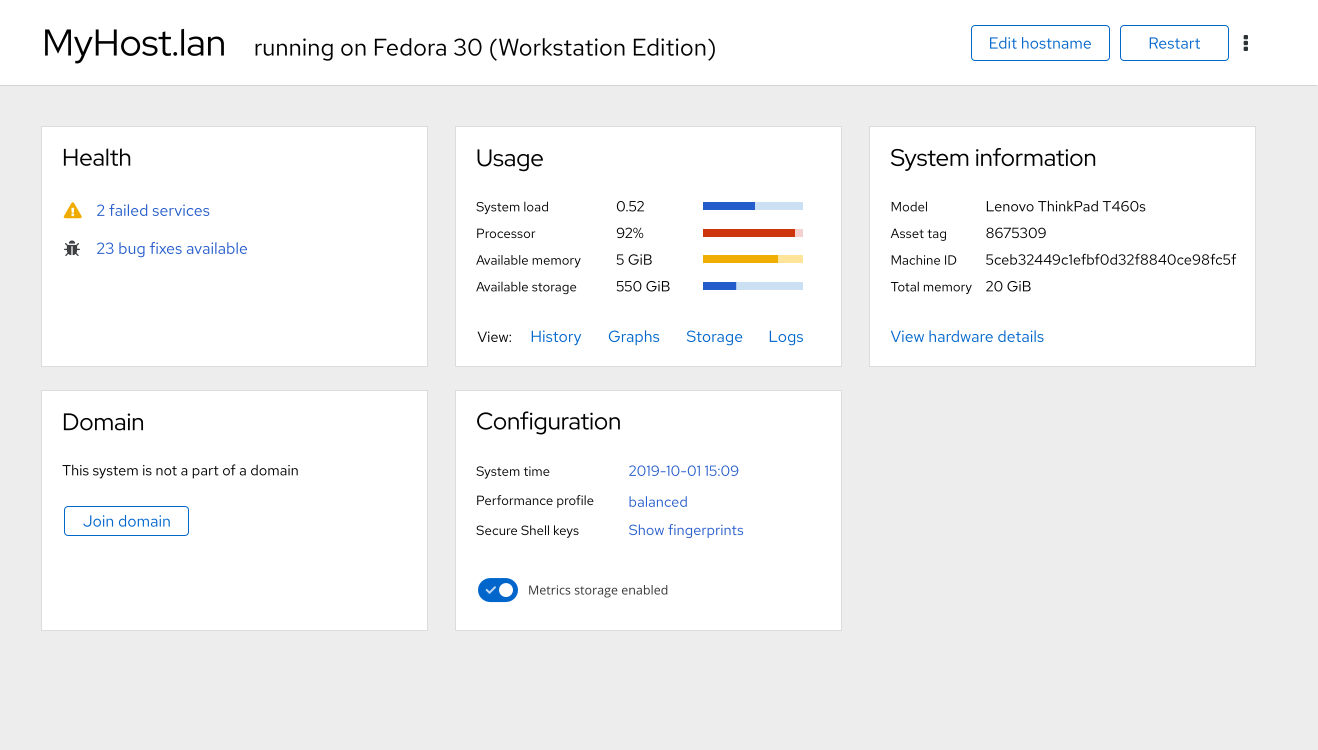 MyHost.lan running on Fedora 30 (Workstation Edition) Edit hostname Restart
Health
2 failed services
23 bug fixes available
Usage
System load 0.52
Processor 92%
Available memory 5 GiB
Available storage 550 GiB
View: History Graphs Storage Logs
System information
Model Lenovo ThinkPad T460s
Asset tag 8675309
Machine ID 5ceb32449c1efbf0d32f8840ce98fc5f
Total memory 20 GiB
View hardware details
Domain
This system is not a part of a domain
Join domain
Configuration
System time 2019-10-01 15:09
Performance profile balanced
Secure Shell keys Show fingerprints
Metrics storage enabled